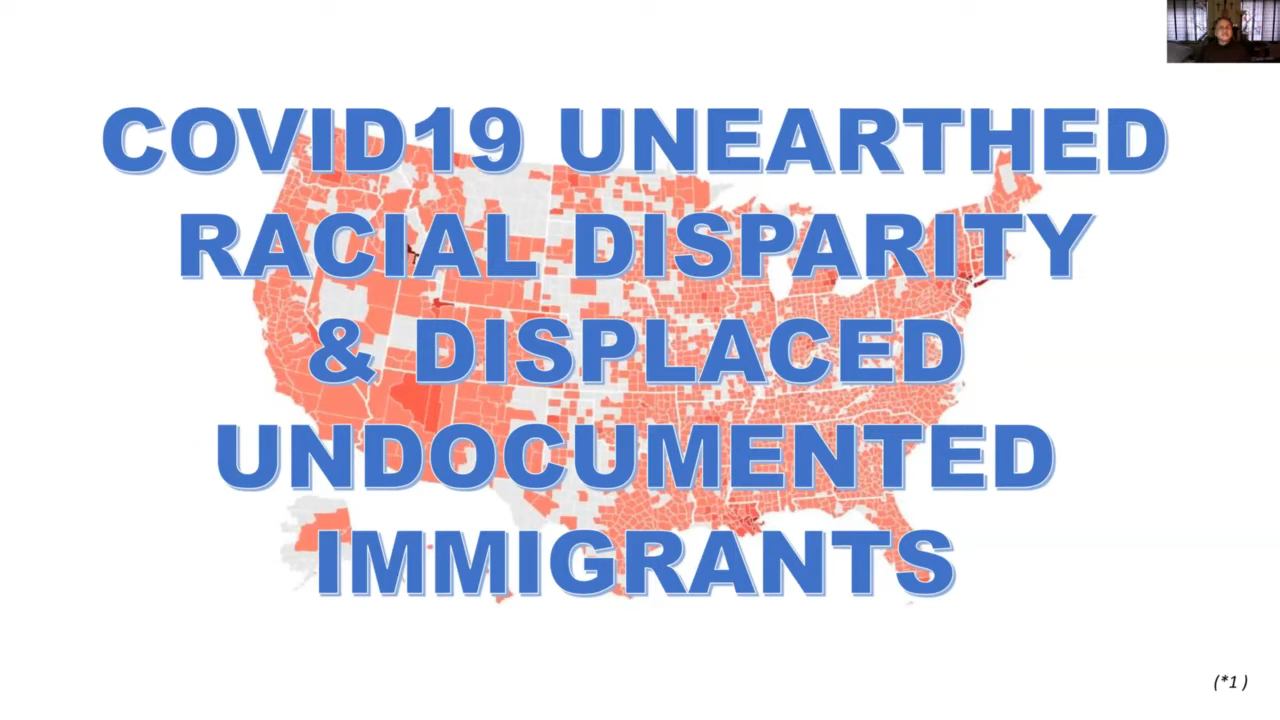 COVID19 UNEARTHED
RACIAL DISPARITY
& DISPLACED
UNDOCUMENTED
IMMIGRANTS
(*1 )